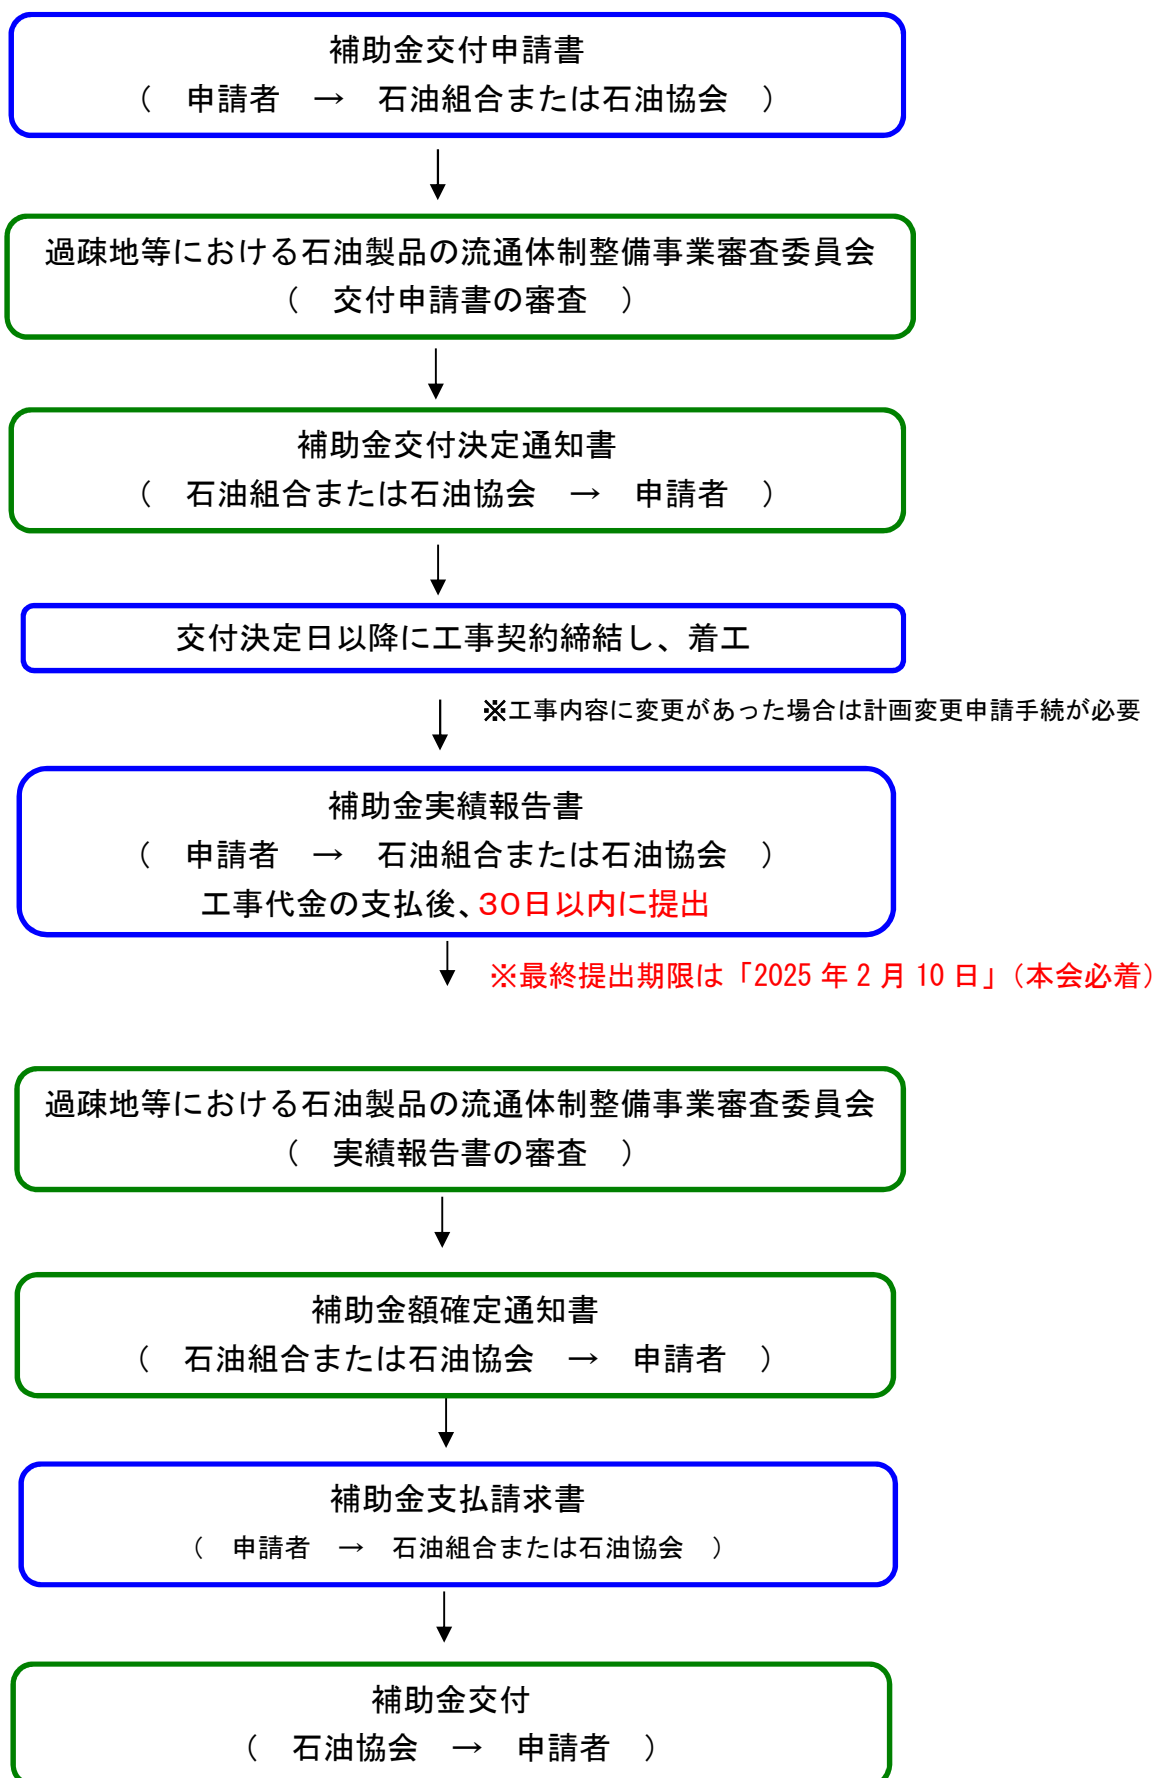 補助金交付申請書
（　申請者　→　石油組合または石油協会　）
過疎地等における石油製品の流通体制整備事業審査委員会
（　交付申請書の審査　）
補助金交付決定通知書
（　石油組合または石油協会　→　申請者　）
交付決定日以降に工事契約締結し、着工
※工事内容に変更があった場合は計画変更申請手続が必要
補助金実績報告書
（　申請者　→　石油組合または石油協会　）
工事代金の支払後、３０日以内に提出
※最終提出期限は「2025 年 2 月 10 日」（本会必着）
過疎地等における石油製品の流通体制整備事業審査委員会
（　実績報告書の審査　）
補助金額確定通知書
（　石油組合または石油協会　→　申請者　）
補助金支払請求書
（　申請者　→　石油組合または石油協会　）
補助金交付
（　石油協会　→　申請者　）